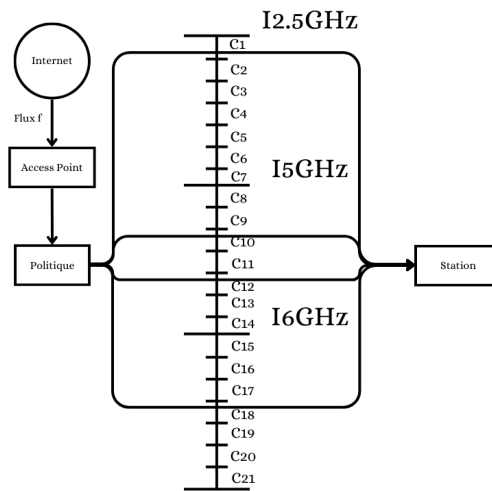 I2.5GHz
C1
Internet
C2
C3
Flux f
C4
C5
C6
Access Point
I5GHz
C7
C8
C9
C10
Politique
C11
Station
C12
C13
I6GHz
C14
C15
C16
C17
C18
C19
C20
C21